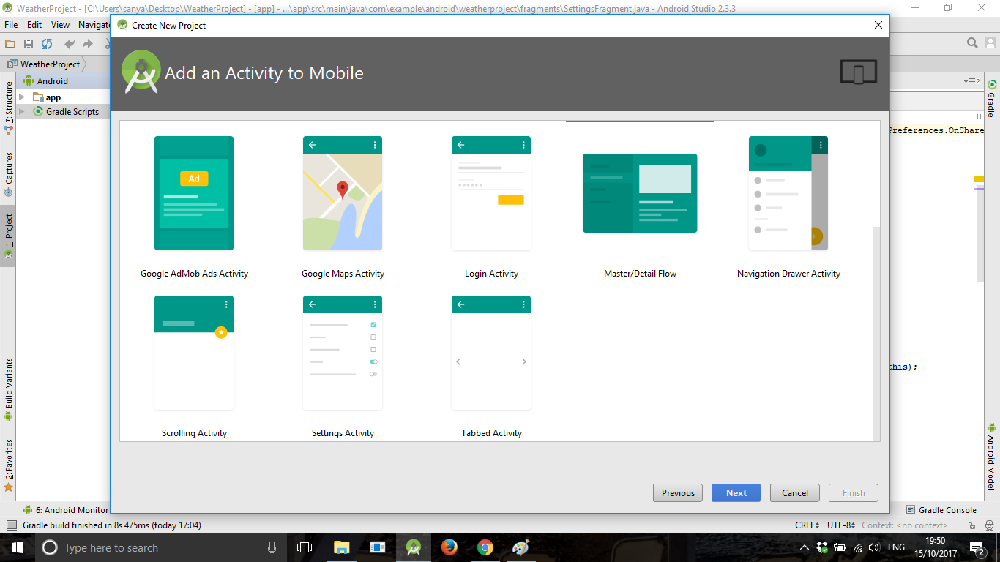 WeatherProject - [C:\Users\sanya\Desktop\WeatherProject] - [app] - ...\app\src\main\java\com\example\android\weatherproject\fragments\SettingsFragment.java - Android Studio 2.3.3
File Edit View Navigate
Create New Project
WeatherProject
Add an Activity to Mobile
Android
app
Gradle Scripts
7: Structure
Captures
1: Project
Build Variants
2: Favorites
2
Gradle
Android Model
Preferences.OnShare
this);
Ad
Google AdMob Ads Activity
Google Maps Activity
Login Activity
Master/Detail Flow
Navigation Drawer Activity
Scrolling Activity
Settings Activity
Tabbed Activity
Previous
Next
Cancel
Finish
6: Android Monitor
Gradle Console
Gradle build finished in 8s 475ms (today 17:04)
CRLF
UTF-8
Context: <no context>
Type here to search
ENG
19:50
15/10/2017
2